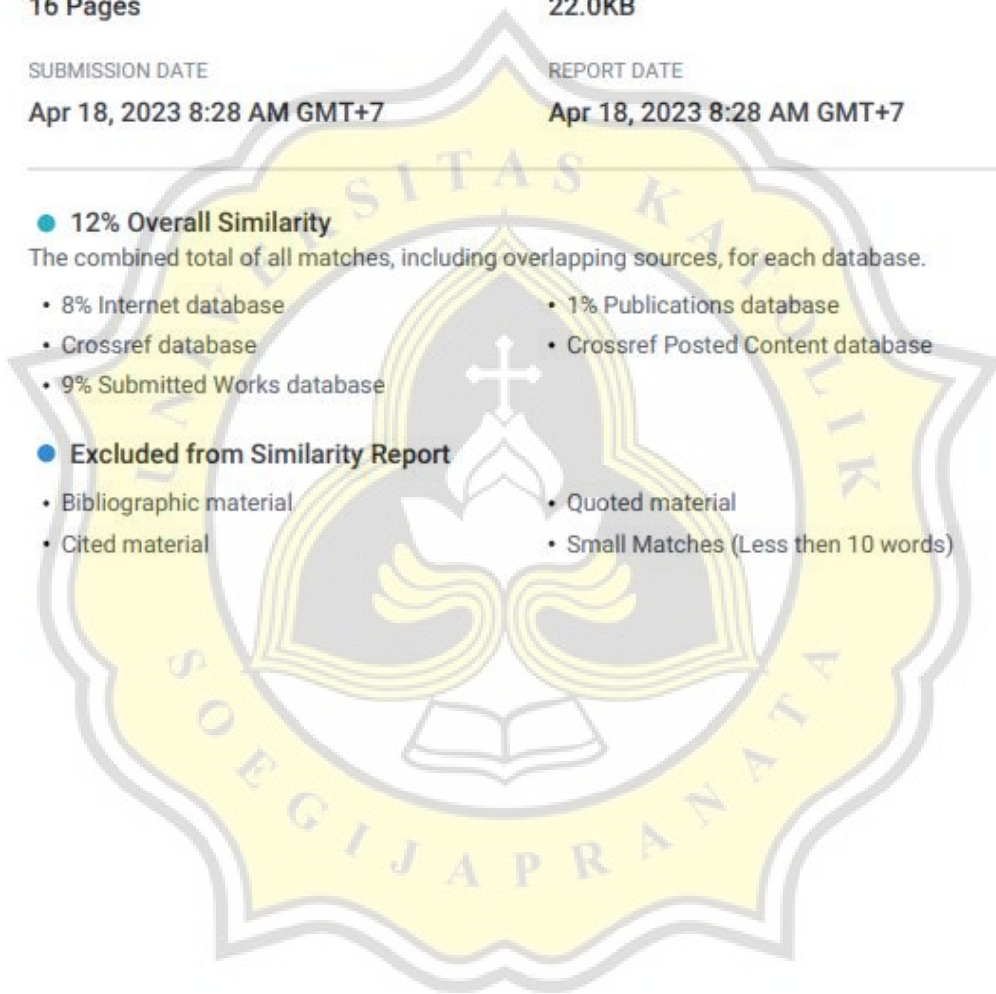 16 Pages 22.0KB
SUBMISSION DATE REPORT DATE
Apr 18, 2023 8:28 AM GMT+7 Apr 18, 2023 8:28 AM GMT+7
12% Overall Similarity
The combined total of all matches, including overlapping sources, for each database.
• 8% Internet database • 1% Publications database
• Crossref database • Crossref Posted Content database
• 9% Submitted Works database
Excluded from Similarity Report
• Bibliographic material • Quoted material
• Cited material • Small Matches (Less then 10 words)
UNIVERSITAS KATOLIK
SOEGIJAPRANATA